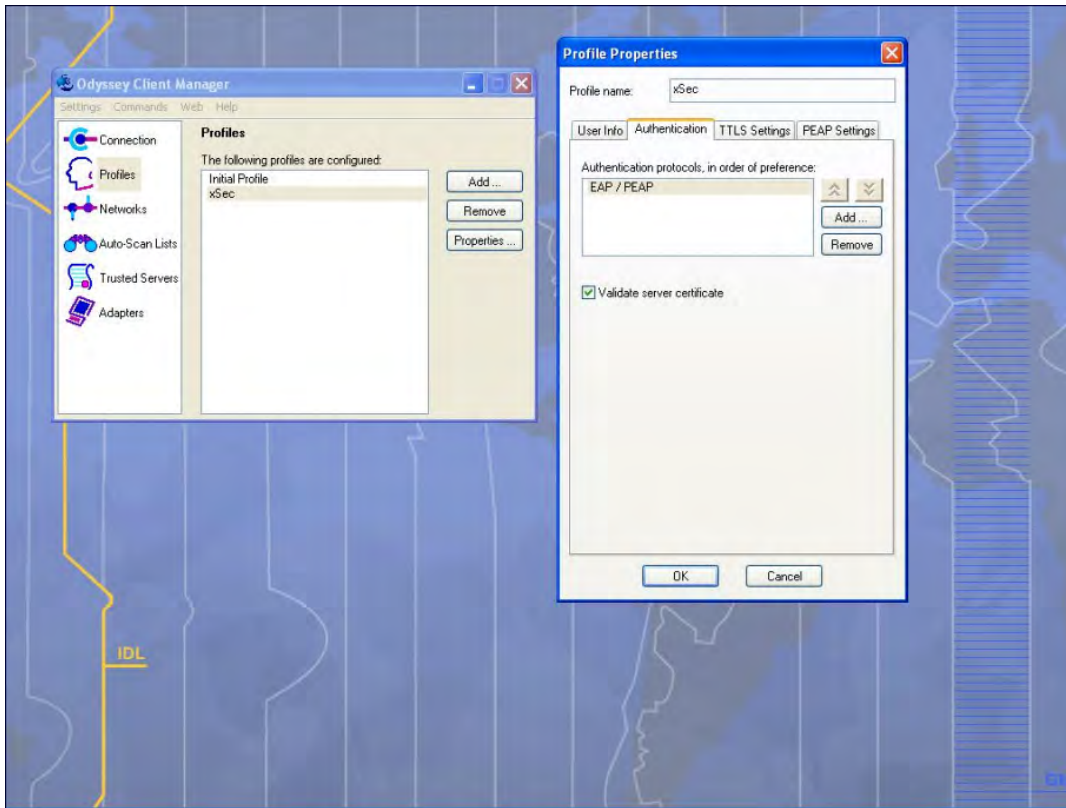 Odyssey Client Manager
Settings Commands Web Help
Connection
Profiles
Networks
Auto-Scan Lists
Trusted Servers
Adapters
Profiles
The following profiles are configured:
Initial Profile
xSec
Add ...
Remove
Properties ...
Profile Properties
Profile name: xSec
User Info Authentication TTLS Settings PEAP Settings
Authentication protocols, in order of preference:
EAP / PEAP
Add ...
Remove
Validate server certificate
OK Cancel
IDL